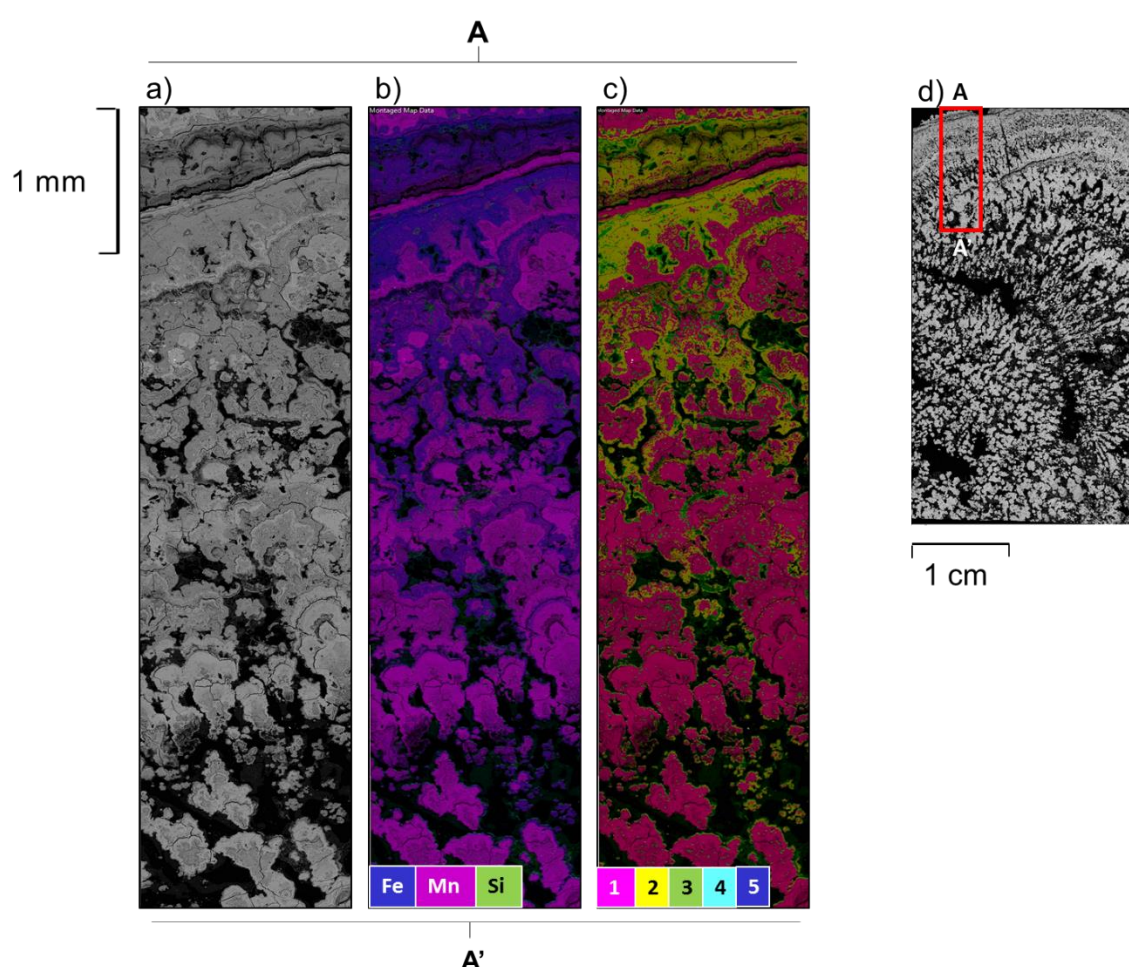 A
a)
b)
c)
d)
A
1 mm
Montaged Map Data
Montaged Map Data
A'
1 cm
Fe Mn Si
1 2 3 4 5
A'